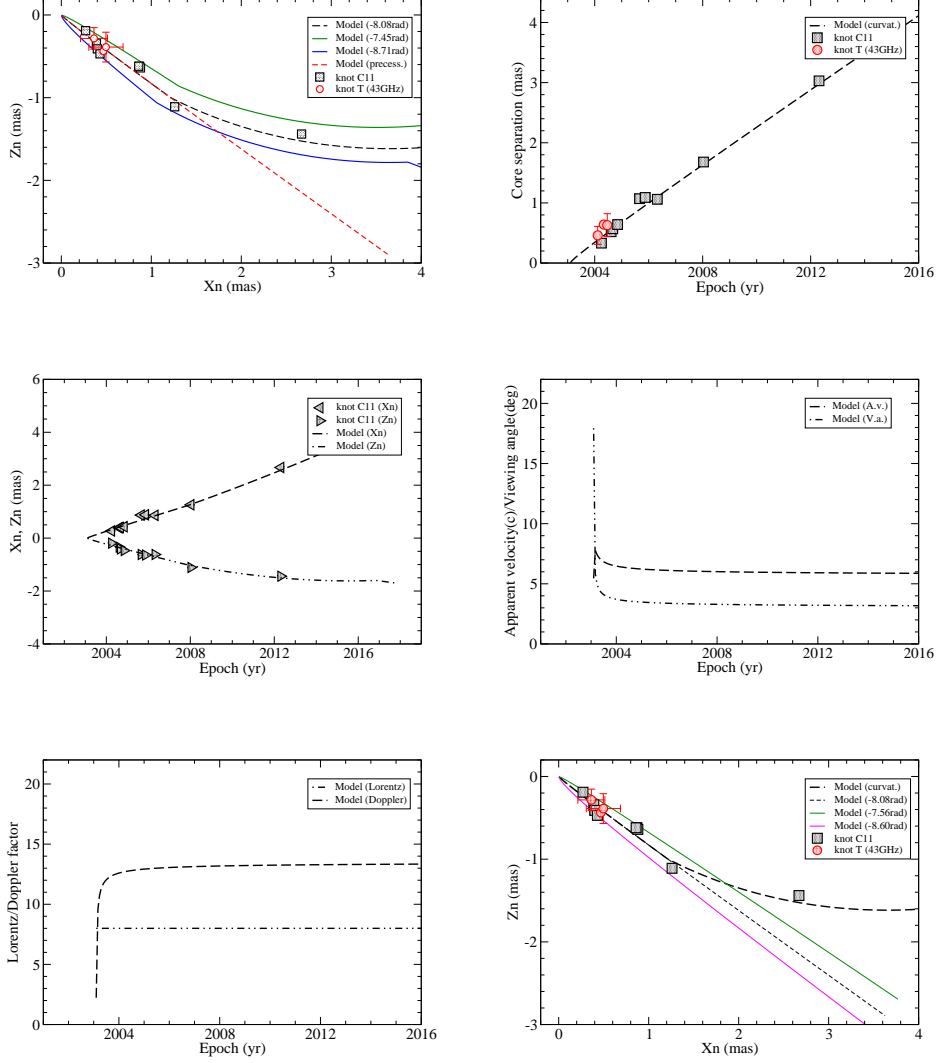 0
-1
-2
-3
Zn (mas)
0
1
2
3
4
Xn (mas)
Model (-8.08rad)
Model (-7.45rad)
Model (-8.71rad)
Model (precess.)
knot C11
knot T (43GHz)
4
3
2
1
0
Core separation (mas)
2004
2008
2012
2016
Epoch (yr)
Model (curvat.)
knot C11
knot T (43GHz)
6
4
2
0
-2
-4
Xn, Zn (mas)
2004
2008
2012
2016
Epoch (yr)
knot C11 (Xn)
knot C11 (Zn)
Model (Xn)
Model (Zn)
20
15
10
5
0
Apparent velocity(c)/Viewing angle(deg)
2004
2008
2012
2016
Epoch (yr)
Model (A.v.)
Model (V.a.)
20
15
10
5
0
Lorentz/Doppler factor
2004
2008
2012
2016
Epoch (yr)
Model (Lorentz)
Model (Doppler)
0
-1
-2
-3
Zn (mas)
0
1
2
3
4
Xn (mas)
Model (curvat.)
Model (-8.08rad)
Model (-7.56rad)
Model (-8.60rad)
knot C11
knot T (43GHz)